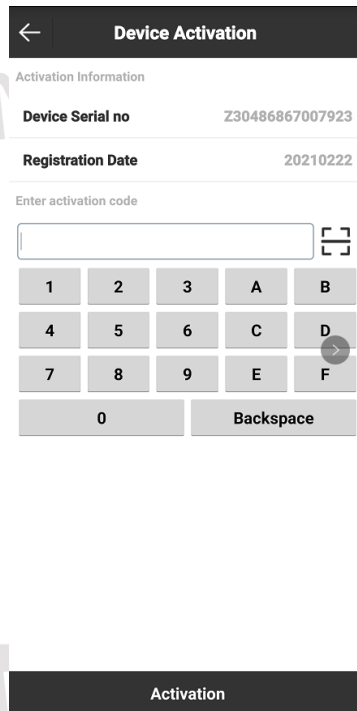 Device Activation
Activation Information
Device Serial no Z30486867007923
Registration Date 20210222
Enter activation code
1 2 3 A B
4 5 6 C D
7 8 9 E F
0 Backspace
Activation